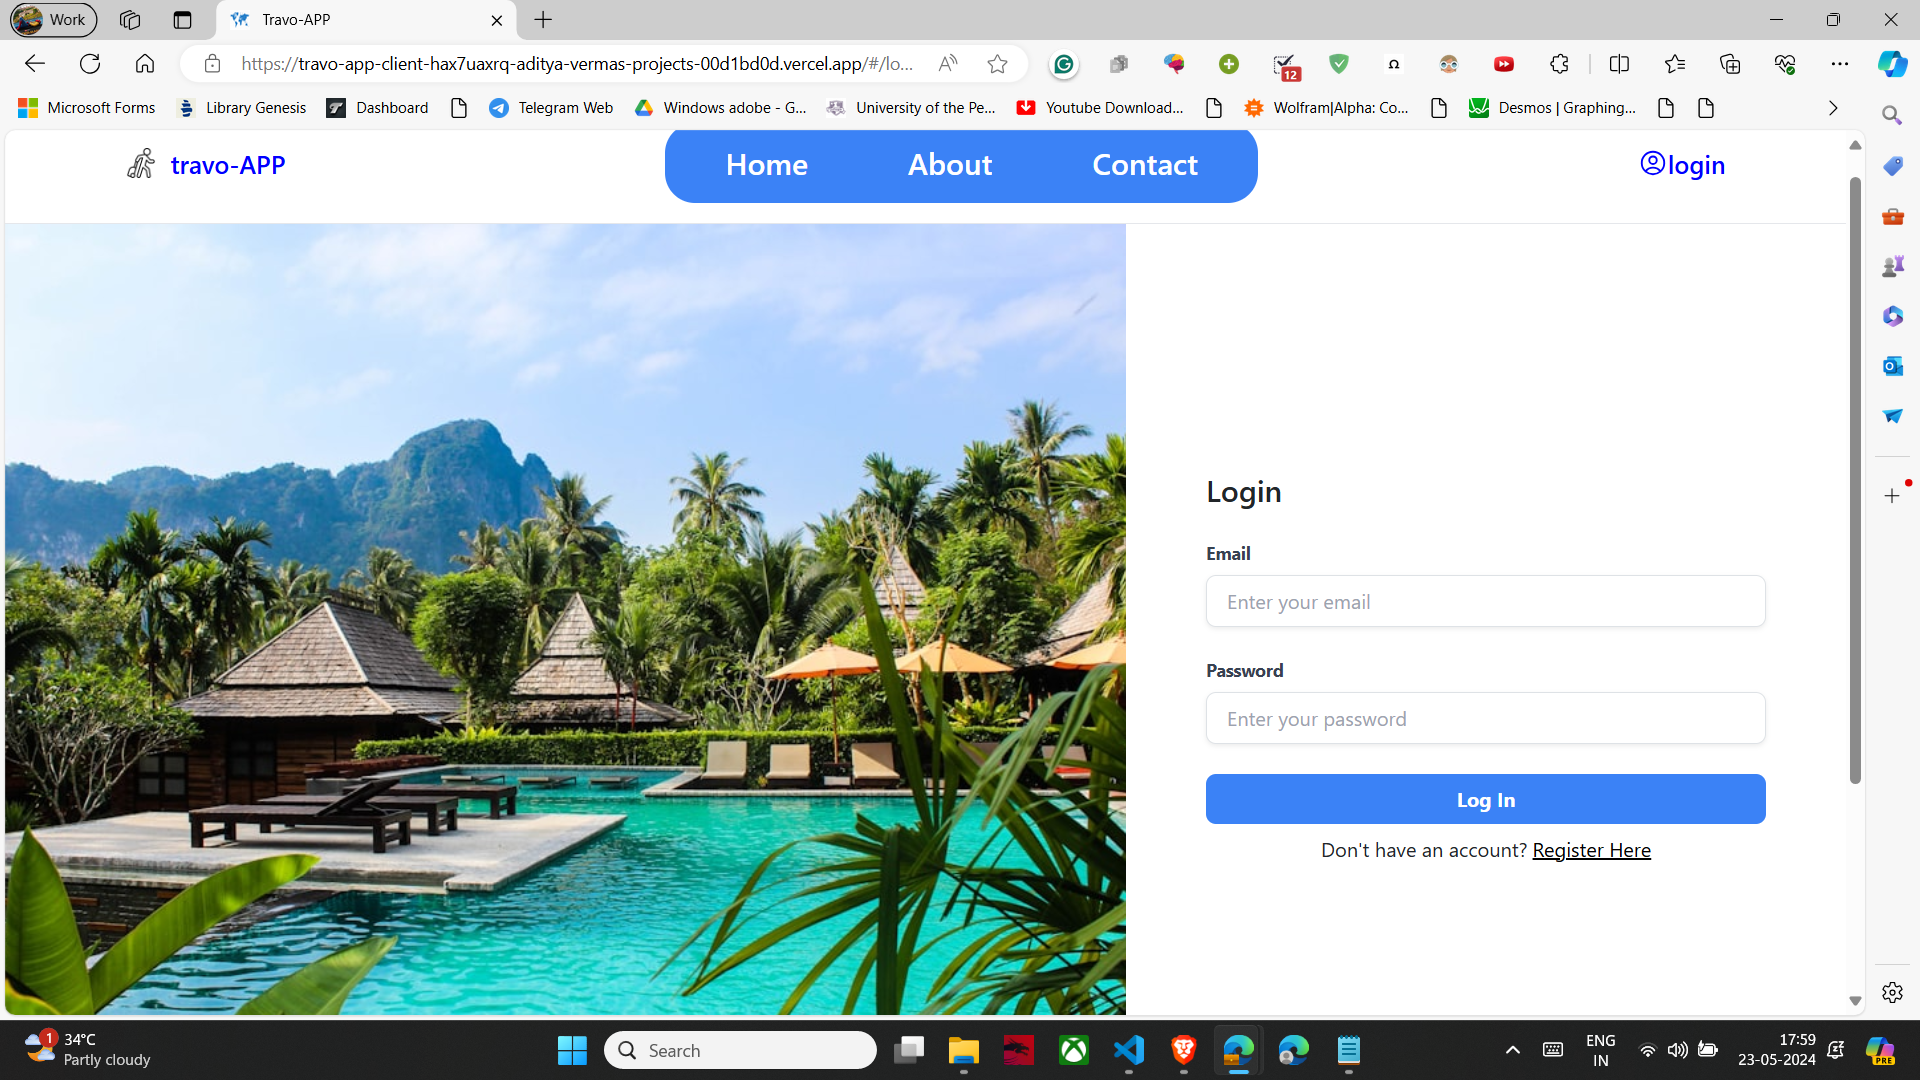 Work
Travo-APP
https://travo-app-client-hax7uaxrq-aditya-vermas-projects-00d1bd0d.vercel.app/#/lo...
12
Microsoft Forms
Library Genesis
Dashboard
Telegram Web
Windows adobe - G...
University of the Pe...
Youtube Download...
Wolfram|Alpha: Co...
Desmos | Graphing...
travo-APP
Home
About
Contact
login
Login
Email
Enter your email
Password
Enter your password
Log In
Don't have an account? Register Here
1
34°C
Partly cloudy
Search
ENG
IN
17:59
23-05-2024
PRE